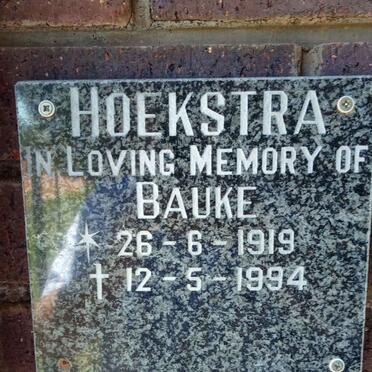 HOEKSTRA
IN LOVING MEMORY OF
BAUKE
* 26 - 6 - 1919
† 12 - 5 - 1994